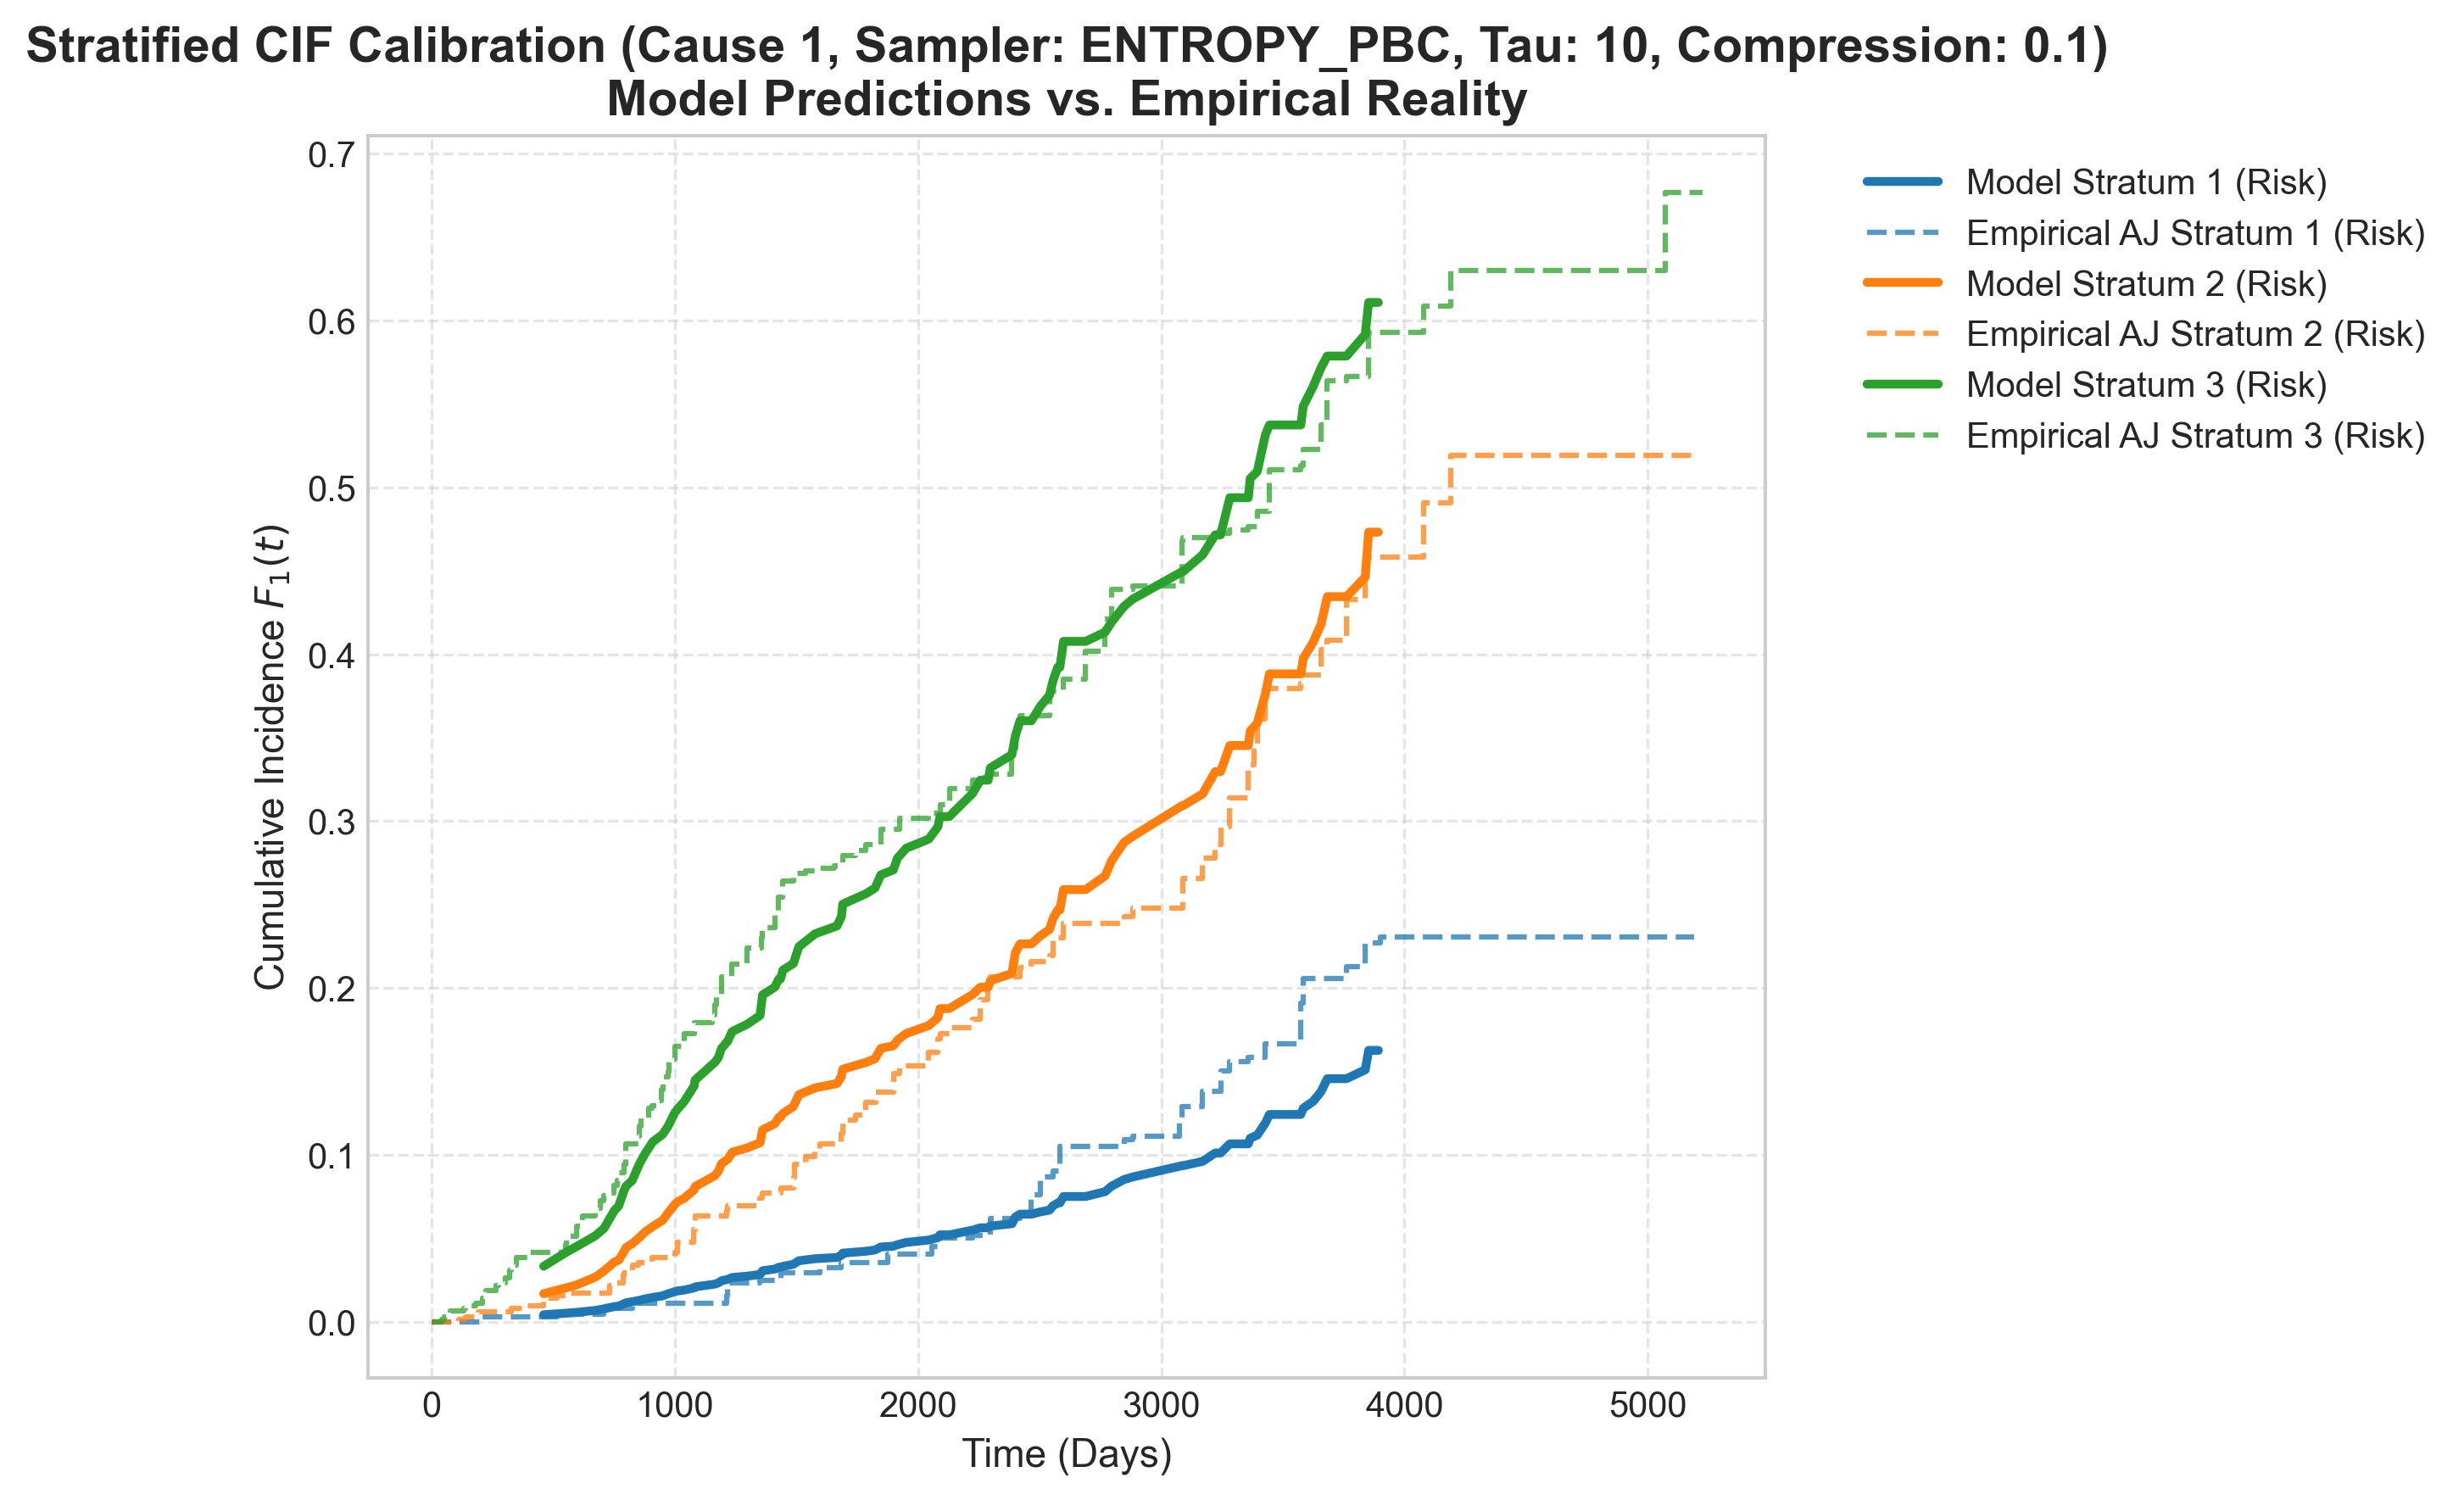 Stratified CIF Calibration (Cause 1, Sampler: ENTROPY_PBC, Tau: 10, Compression: 0.1)
Model Predictions vs. Empirical Reality
Cumulative Incidence F₁(t)
0.7
0.6
0.5
0.4
0.3
0.2
0.1
0.0
0 1000 2000 3000 4000 5000
Time (Days)
Model Stratum 1 (Risk)
Empirical AJ Stratum 1 (Risk)
Model Stratum 2 (Risk)
Empirical AJ Stratum 2 (Risk)
Model Stratum 3 (Risk)
Empirical AJ Stratum 3 (Risk)